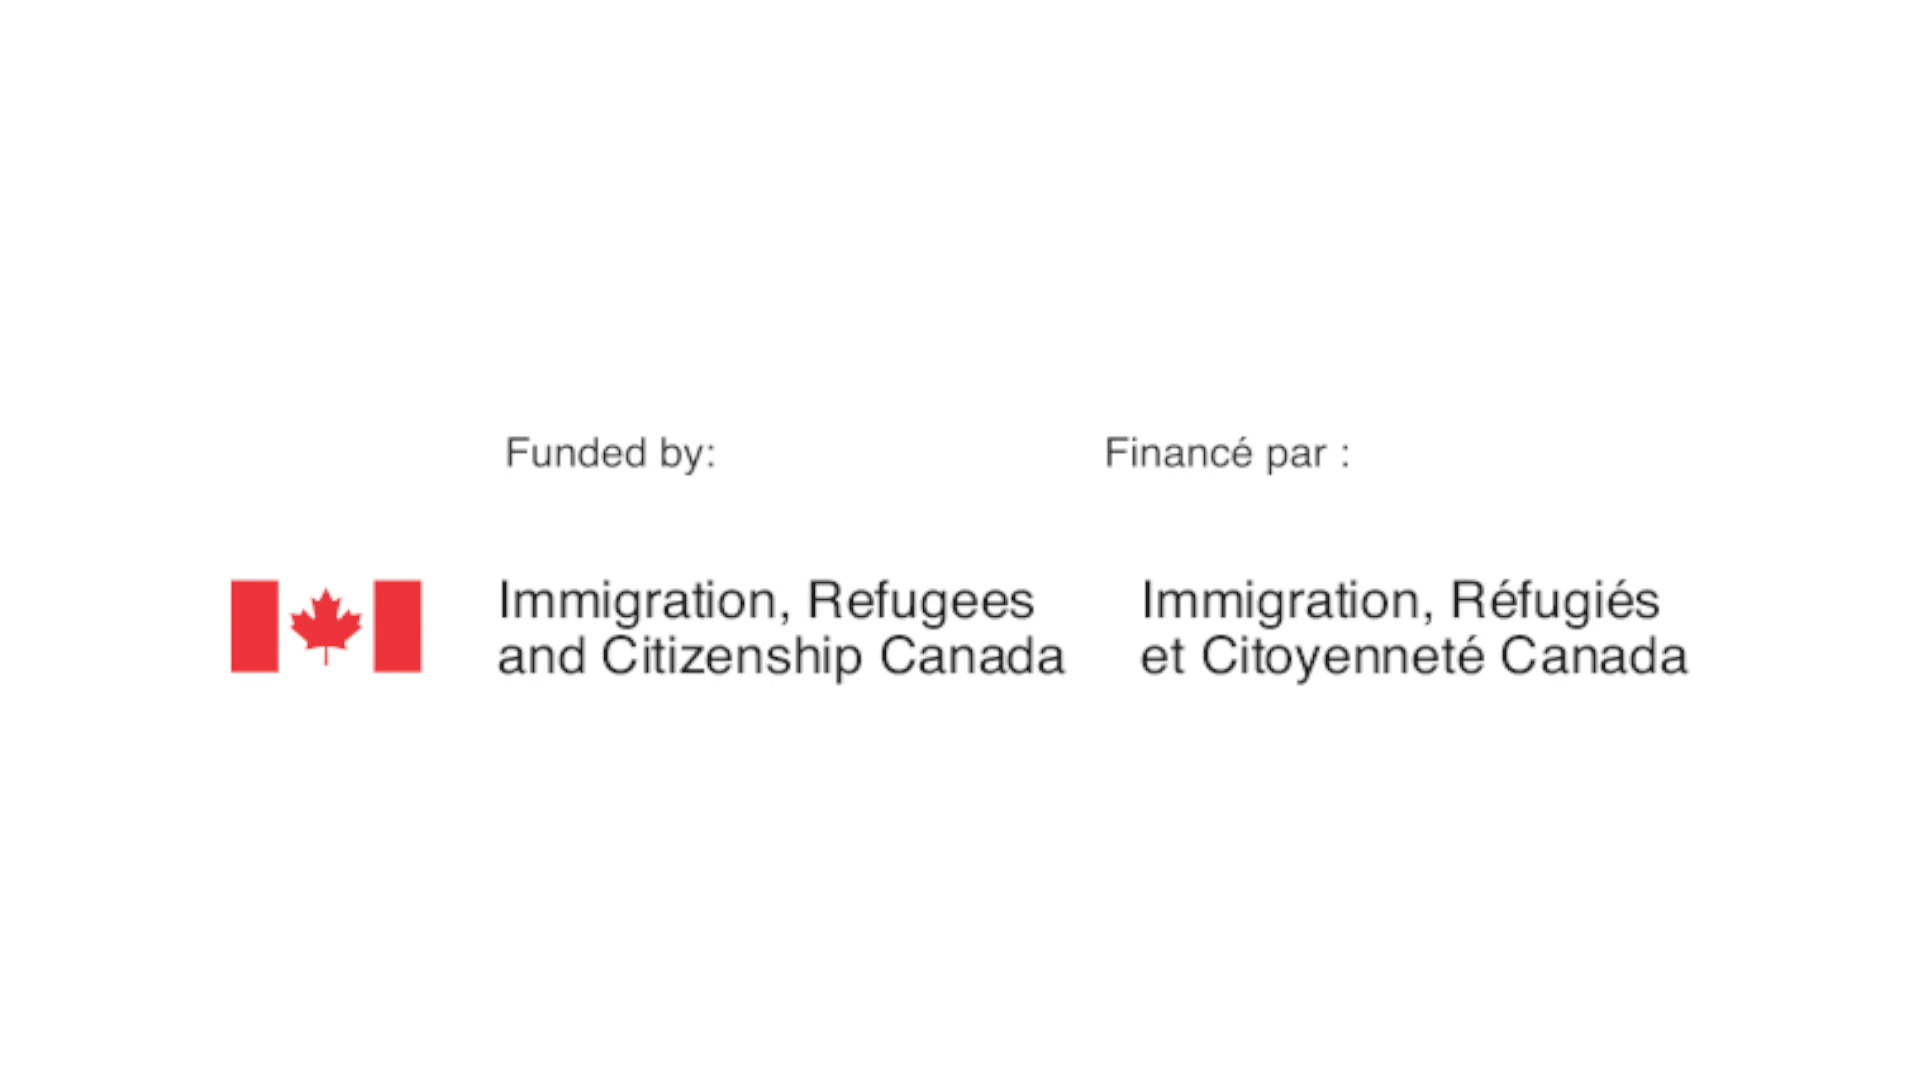 Funded by:
Financé par :
Immigration, Refugees
and Citizenship Canada
Immigration, Réfugiés
et Citoyenneté Canada